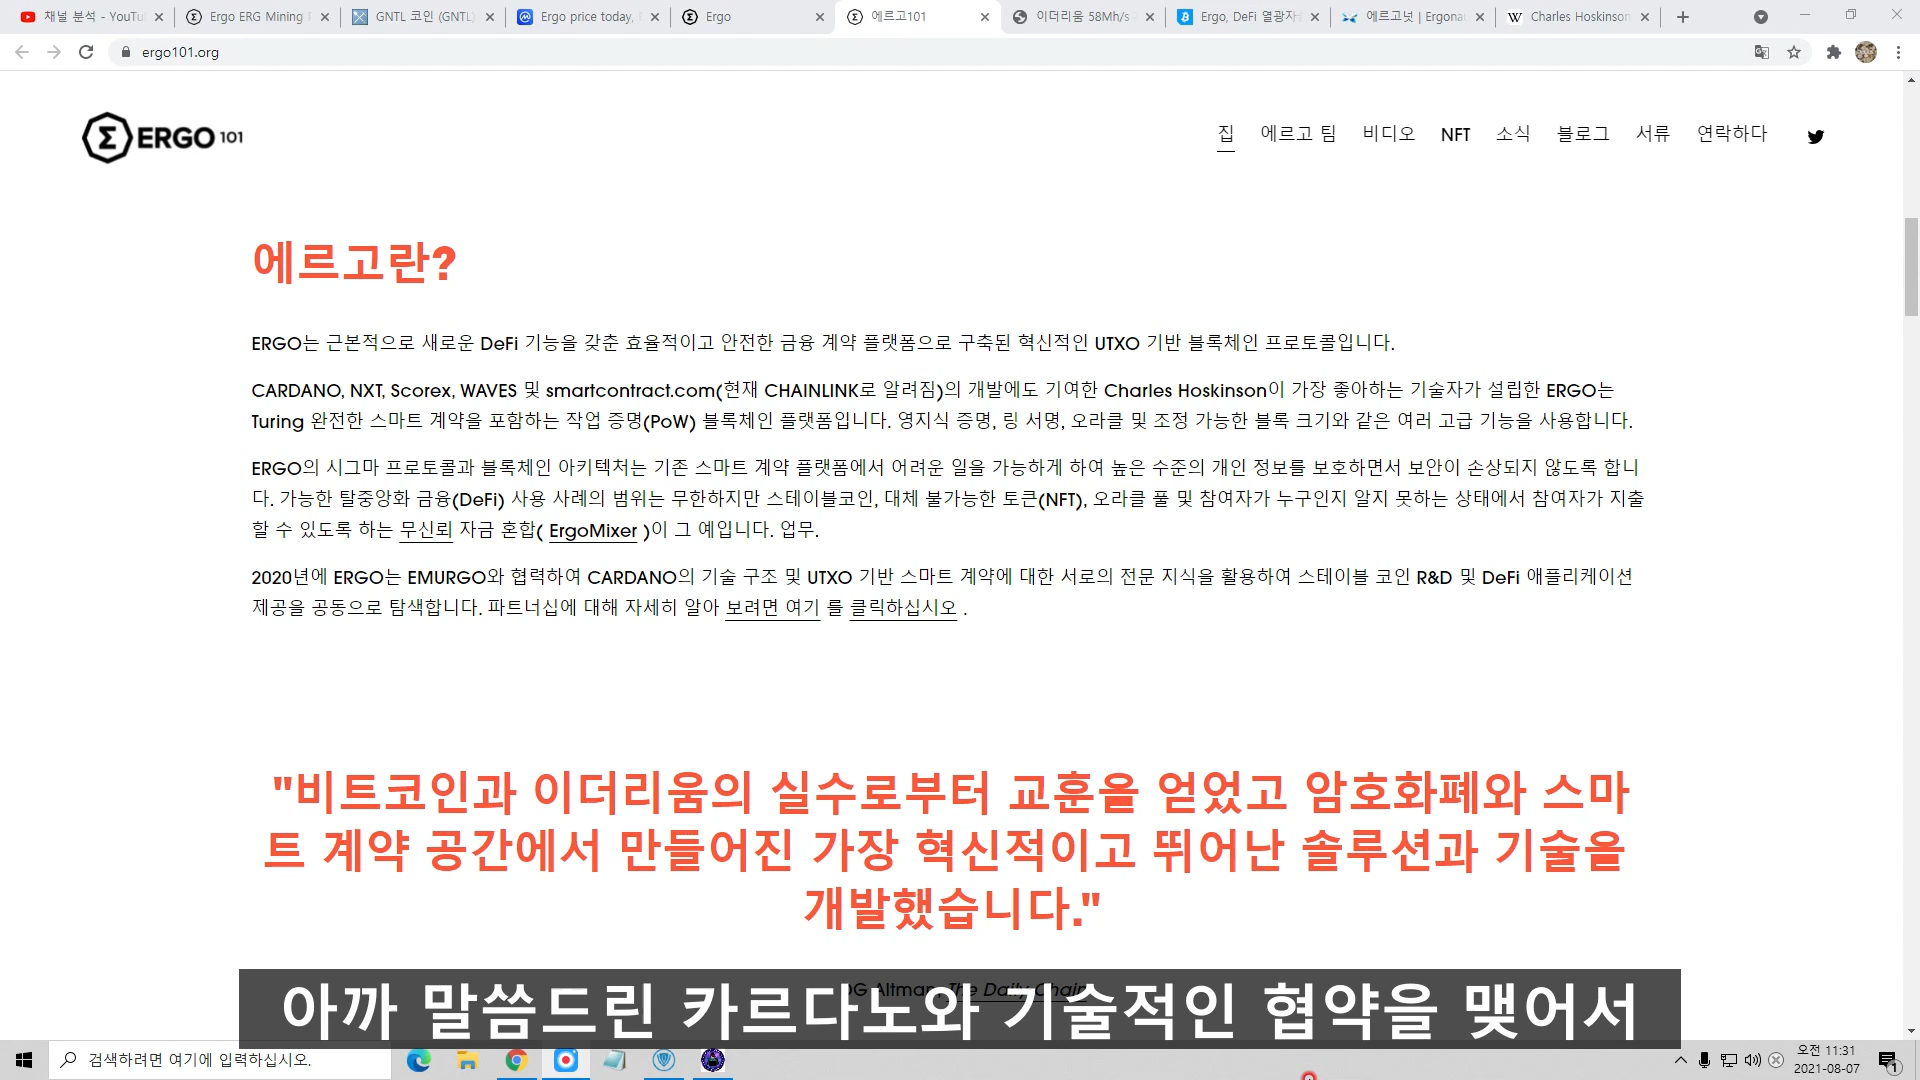 채널 분석 - YouTu
Ergo ERG Mining
GNTL 코인 (GNTL)
Ergo price today,
Ergo
에르고101
이더리움 58Mh/s
Ergo, DeFi 열광자
에르고넛 | Ergona
Charles Hoskinson
ergo101.org
ERGO 101
집 에르고 팀 비디오 NFT 소식 블로그 서류 연락하다
에르고란?
ERGO는 근본적으로 새로운 DeFi 기능을 갖춘 효율적이고 안전한 금융 계약 플랫폼으로 구축된 혁신적인 UTXO 기반 블록체인 프로토콜입니다.
CARDANO, NXT, Scorex, WAVES 및 smartcontract.com(현재 CHAINLINK로 알려짐)의 개발에도 기여한 Charles Hoskinson이 가장 좋아하는 기술자가 설립한 ERGO는
Turing 완전한 스마트 계약을 포함하는 작업 증명(PoW) 블록체인 플랫폼입니다. 영지식 증명, 링 서명, 오라클 및 조정 가능한 블록 크기와 같은 여러 고급 기능을 사용합니다.
ERGO의 시그마 프로토콜과 블록체인 아키텍처는 기존 스마트 계약 플랫폼에서 어려운 일을 가능하게 하여 높은 수준의 개인 정보를 보호하면서 보안이 손상되지 않도록 합니
다. 가능한 탈중앙화 금융(DeFi) 사용 사례의 범위는 무한하지만 스테이블코인, 대체 불가능한 토큰(NFT), 오라클 풀 및 참여자가 누구인지 알지 못하는 상태에서 참여자가 지출
할 수 있도록 하는 무신뢰 자금 혼합( ErgoMixer )이 그 예입니다. 업무.
2020년에 ERGO는 EMURGO와 협력하여 CARDANO의 기술 구조 및 UTXO 기반 스마트 계약에 대한 서로의 전문 지식을 활용하여 스테이블 코인 R&D 및 DeFi 애플리케이션
제공을 공동으로 탐색합니다. 파트너십에 대해 자세히 알아 보려면 여기 를 클릭하십시오 .
"비트코인과 이더리움의 실수로부터 교훈을 얻었고 암호화폐와 스마
트 계약 공간에서 만들어진 가장 혁신적이고 뛰어난 솔루션과 기술을
개발했습니다."
OG Altman, The Daily Chain
아까 말씀드린 카르다노와 기술적인 협약을 맺어서
검색하려면 여기에 입력하십시오.
오전 11:31
2021-08-07
1